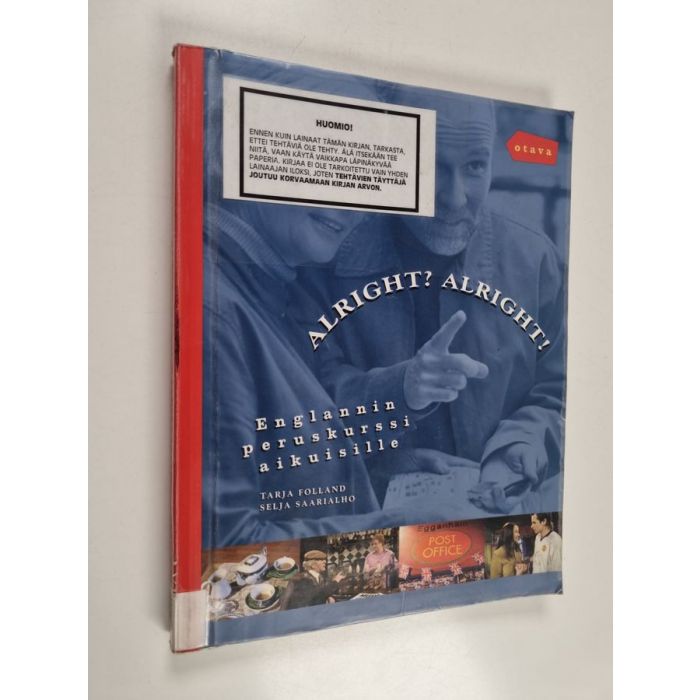 HUOMIO!
ENNEN KUIN LAINAAT TÄMÄN KIRJAN, TARKASTA,
ETTEI TEHTÄVIÄ OLE TEHTY. ÄLÄ ITSEKÄÄN TEE
NIITÄ, VAAN KÄYTÄ VAIKKAPA LÄPINÄKYVÄÄ
PAPERIA. KIRJAA EI OLE TARKOITETTU VAIN YHDEN
LAINAAJAN ILOKSI, JOTEN TEHTÄVIEN TÄYTTÄJÄ
JOUTUU KORVAAMAAN KIRJAN ARVON.
otava
ALRIGHT? ALRIGHT!
Englannin
peruskurssi
aikuisille
TARJA FOLLAND
SELJA SAARIALHO
Eggenhall
POST
OFFICE